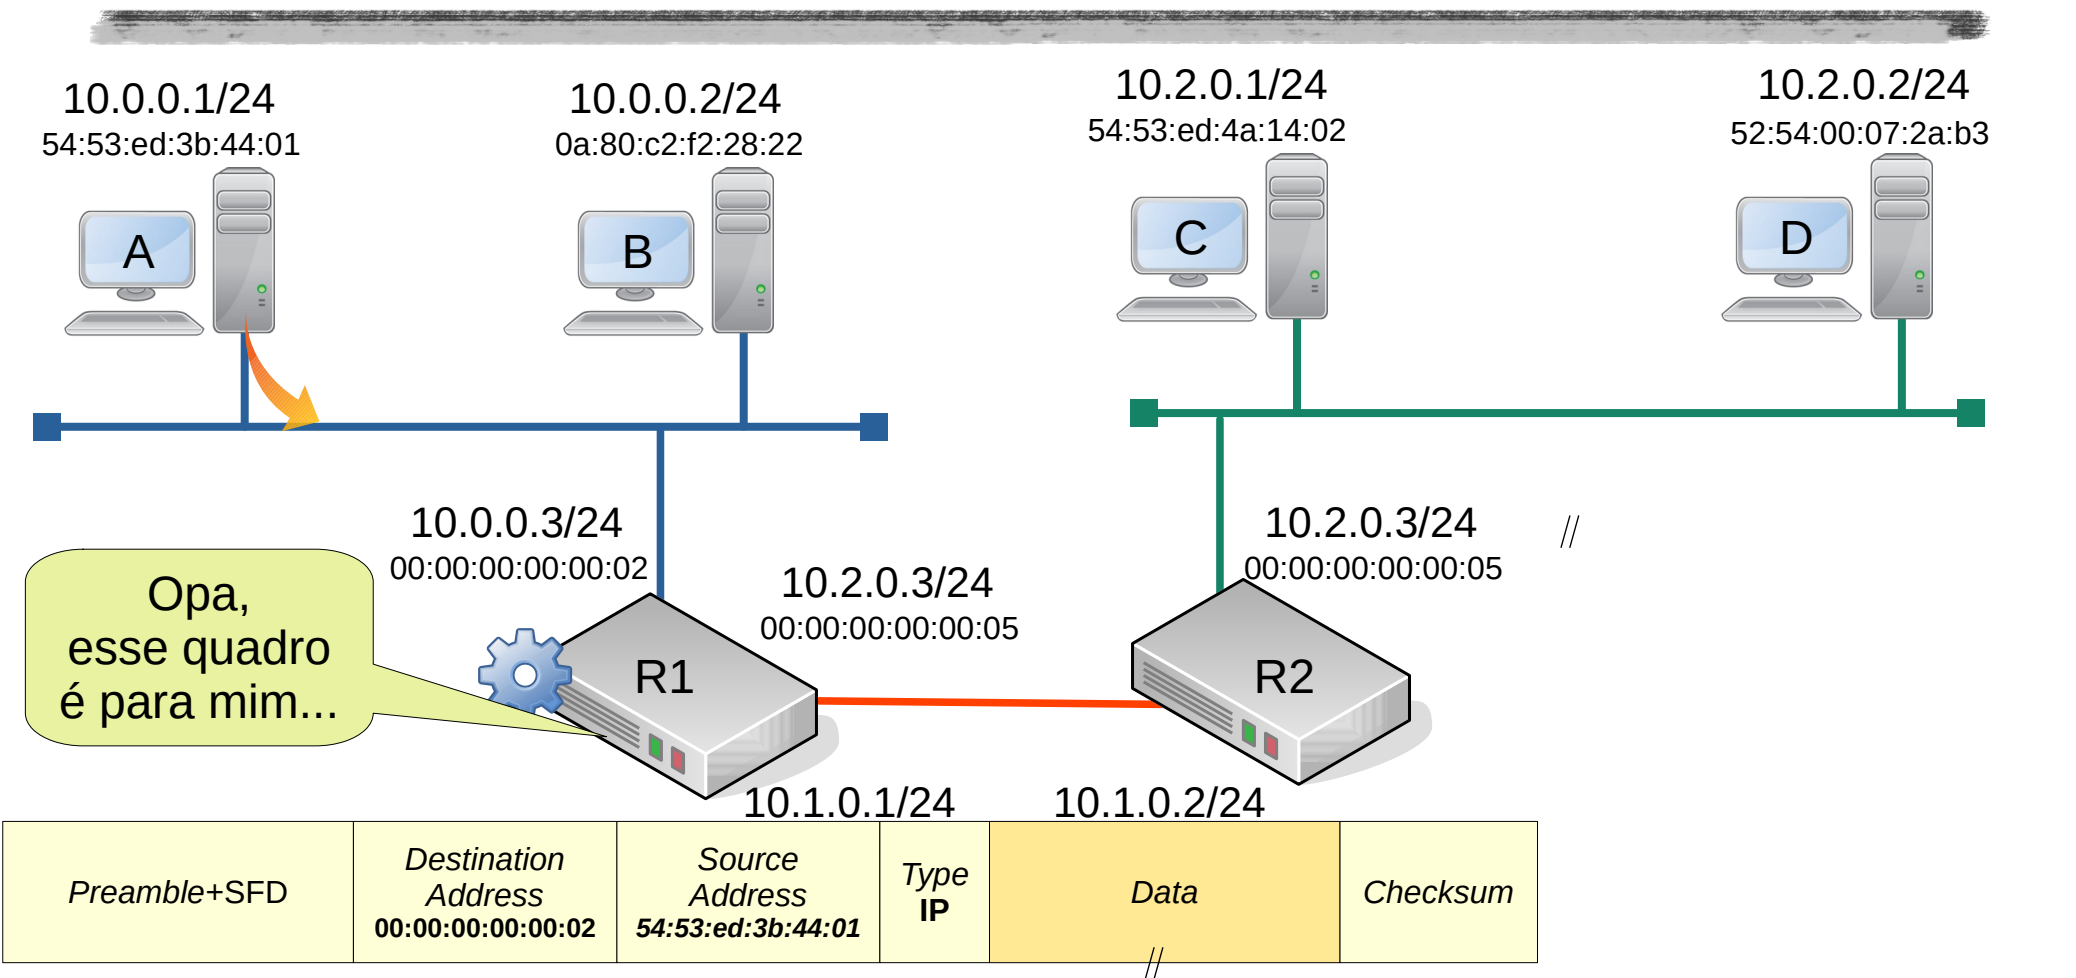 10.0.0.1/24
54:53:ed:3b:44:01
10.0.0.2/24
0a:80:c2:f2:28:22
10.2.0.1/24
54:53:ed:4a:14:02
10.2.0.2/24
52:54:00:07:2a:b3
A
B
C
D
10.0.0.3/24
00:00:00:00:00:02
10.2.0.3/24
00:00:00:00:00:05
10.2.0.3/24
00:00:00:00:00:05
//
Opa,
esse quadro
é para mim...
R1
R2
10.1.0.1/24
10.1.0.2/24
Preamble+SFD
Destination
Address
00:00:00:00:00:02
Source
Address
54:53:ed:3b:44:01
Type
IP
Data
//
Checksum